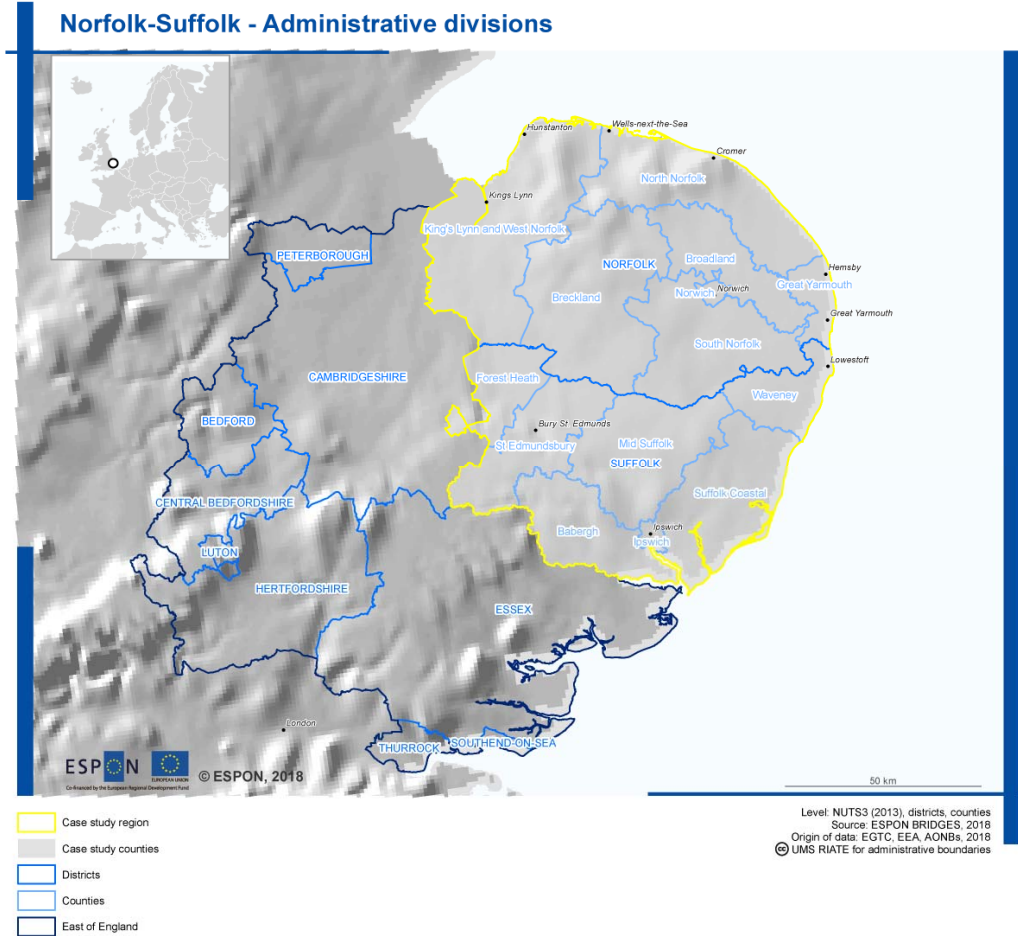 Norfolk-Suffolk - Administrative divisions
Hunstanton
Wells-next-the-Sea
Cromer
North Norfolk
Kings Lynn
King's Lynn and West Norfolk
PETERBOROUGH
NORFOLK
Broadland
Hemsby
Great Yarmouth
Breckland
Norwich
Norwich
Great Yarmouth
South Norfolk
Lowestoft
CAMBRIDGESHIRE
Forest Heath
Waveney
BEDFORD
Bury St. Edmunds
St Edmundsbury
Mid Suffolk
SUFFOLK
Suffolk Coastal
CENTRAL BEDFORDSHIRE
Babergh
Ipswich
Ipswich
LUTON
HERTFORDSHIRE
ESSEX
London
THURROCK
SOUTHEND-ON-SEA
ESPON
EUROPEAN UNION
© ESPON, 2018
Co-financed by the European Regional Development Fund
50 km
Level: NUTS3 (2013), districts, counties
Source: ESPON BRIDGES, 2018
Origin of data: EGTC, EEA, AONBs, 2018
cc UMS RIATE for administrative boundaries
Case study region
Case study counties
Districts
Counties
East of England